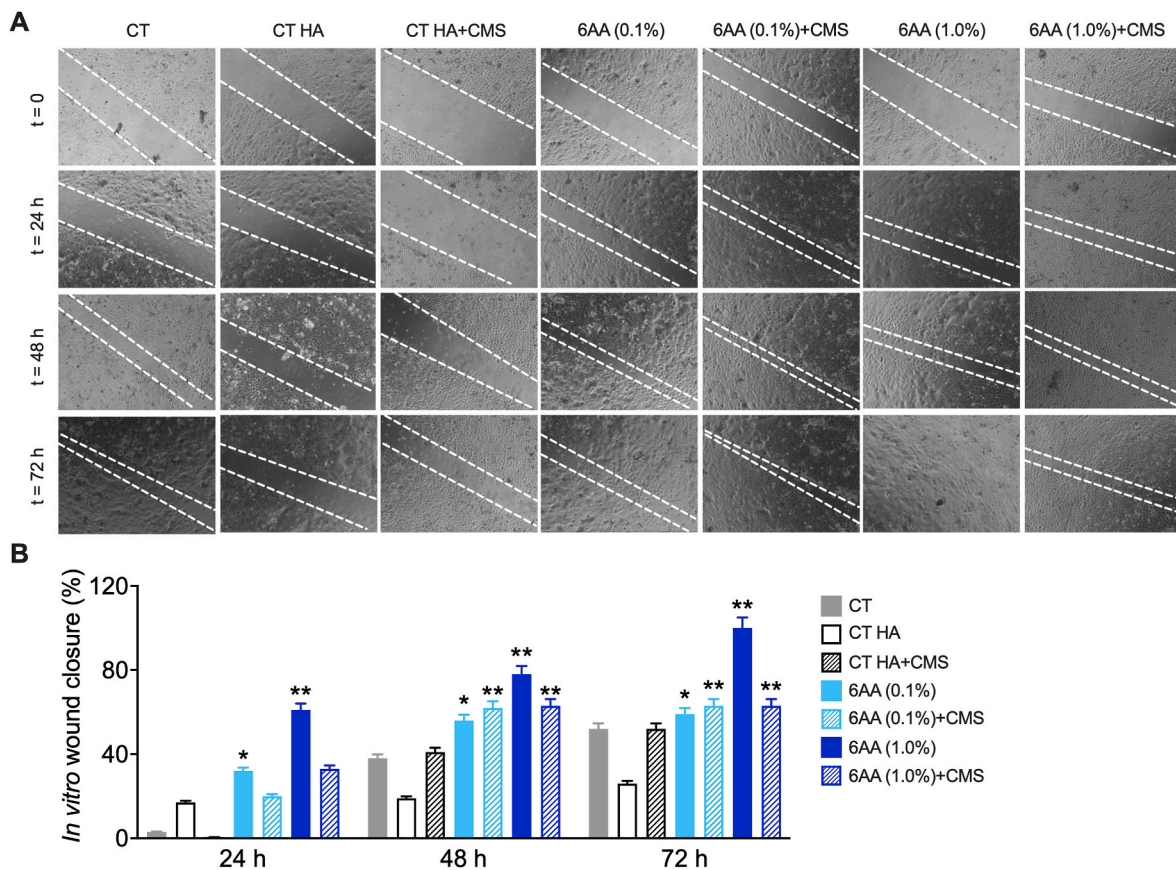 A
CT CT HA CT HA+CMS 6AA (0.1%) 6AA (0.1%)+CMS 6AA (1.0%) 6AA (1.0%)+CMS
t = 0
t = 24 h
t = 48 h
t = 72 h
B
In vitro wound closure (%)
120
80
40
0
* ** * ** ** ** * ** ** **
24 h 48 h 72 h
CT
CT HA
CT HA+CMS
6AA (0.1%)
6AA (0.1%)+CMS
6AA (1.0%)
6AA (1.0%)+CMS